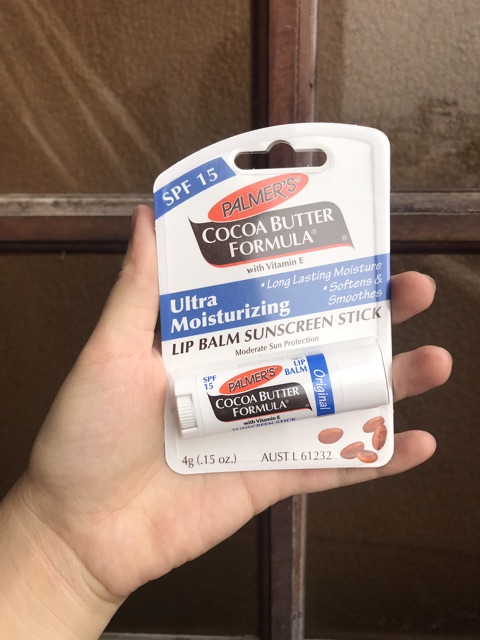 SPF 15
PALMER'S®
COCOA BUTTER
FORMULA®
®
with Vitamin E
Ultra
Moisturizing
• Long Lasting Moisture
• Softens &
Smoothes
LIP BALM SUNSCREEN STICK
Moderate Sun Protection
SPF
15
PALMER'S®
LIP
BALM
COCOA BUTTER
FORMULA®
with Vitamin E
SUNSCREEN STICK
Original
4g (.15 oz.)
AUST L 61232